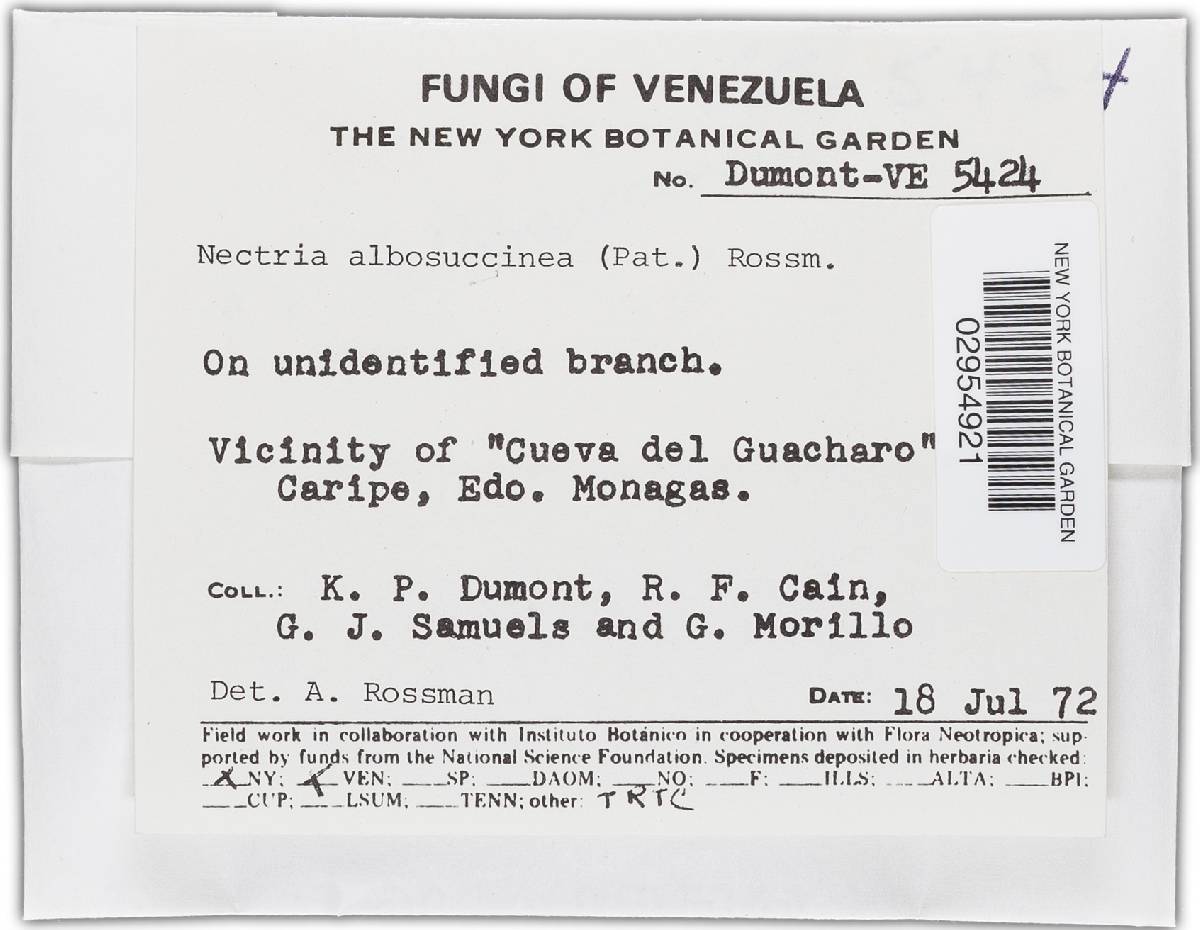 FUNGI OF VENEZUELA
THE NEW YORK BOTANICAL GARDEN
No. Dumont-VE 5424
Nectria albosuccinea (Pat.) Rossm.
On unidentified branch.
Vicinity of "Cueva del Guacharo"
Caripe, Edo. Monagas.
COLL.: K. P. Dumont, R. F. Cain,
G. J. Samuels and G. Morillo
Det. A. Rossman
DATE: 18 Jul 72
Field work in collaboration with Instituto Botánico in cooperation with Flora Neotropica; sup-
ported by funds from the National Science Foundation. Specimens deposited in herbaria checked:
X NY; X VEN; ___SP; ___DAOM; ___NO; ___F; ___ILLS; ___ALTA; ___BPI;
___CUP; ___LSUM; ___TENN; other: TRTC
NEW YORK BOTANICAL GARDEN
02954921